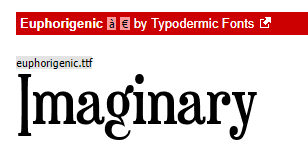 Euphorigenic à € by Typodermic Fonts
euphorigenic.ttf
Imaginary